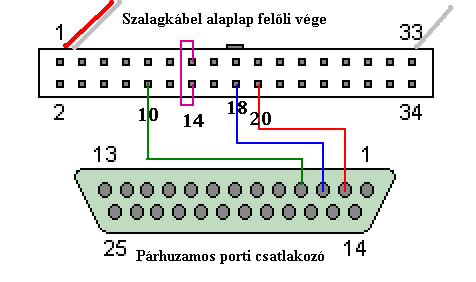 Szalagkábel alaplap felőli vége
1 33
2 10 14 18 20 34
13 1
25 Párhuzamos porti csatlakozó 14